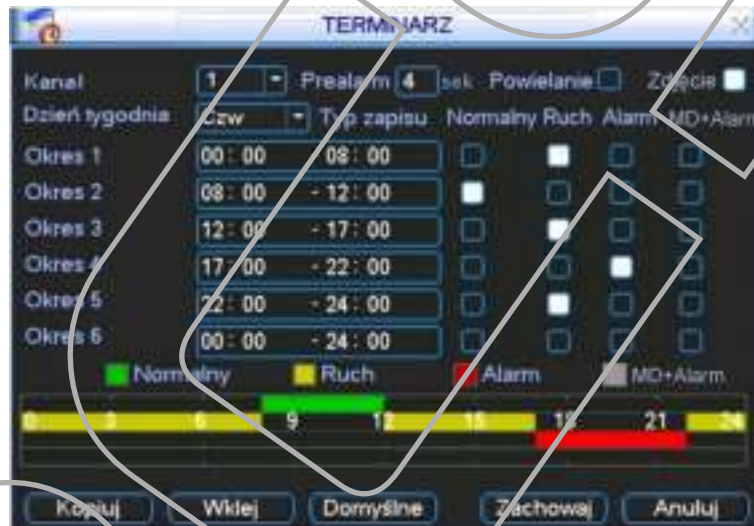 TERMINARZ
Kanał 1 Prealarm 4 sek Powielanie Zdjęcie
Dzień tygodnia Czw Typ zapisu Normalny Ruch Alarm MD+Alarm
Okres 1 00:00 - 08:00
Okres 2 08:00 - 12:00
Okres 3 12:00 - 17:00
Okres 4 17:00 - 22:00
Okres 5 22:00 - 24:00
Okres 6 00:00 - 24:00
Normalny Ruch Alarm MD+Alarm
0 3 6 9 12 15 18 21 24
Kopiuj Wklej Domyślne Zachowaj Anuluj